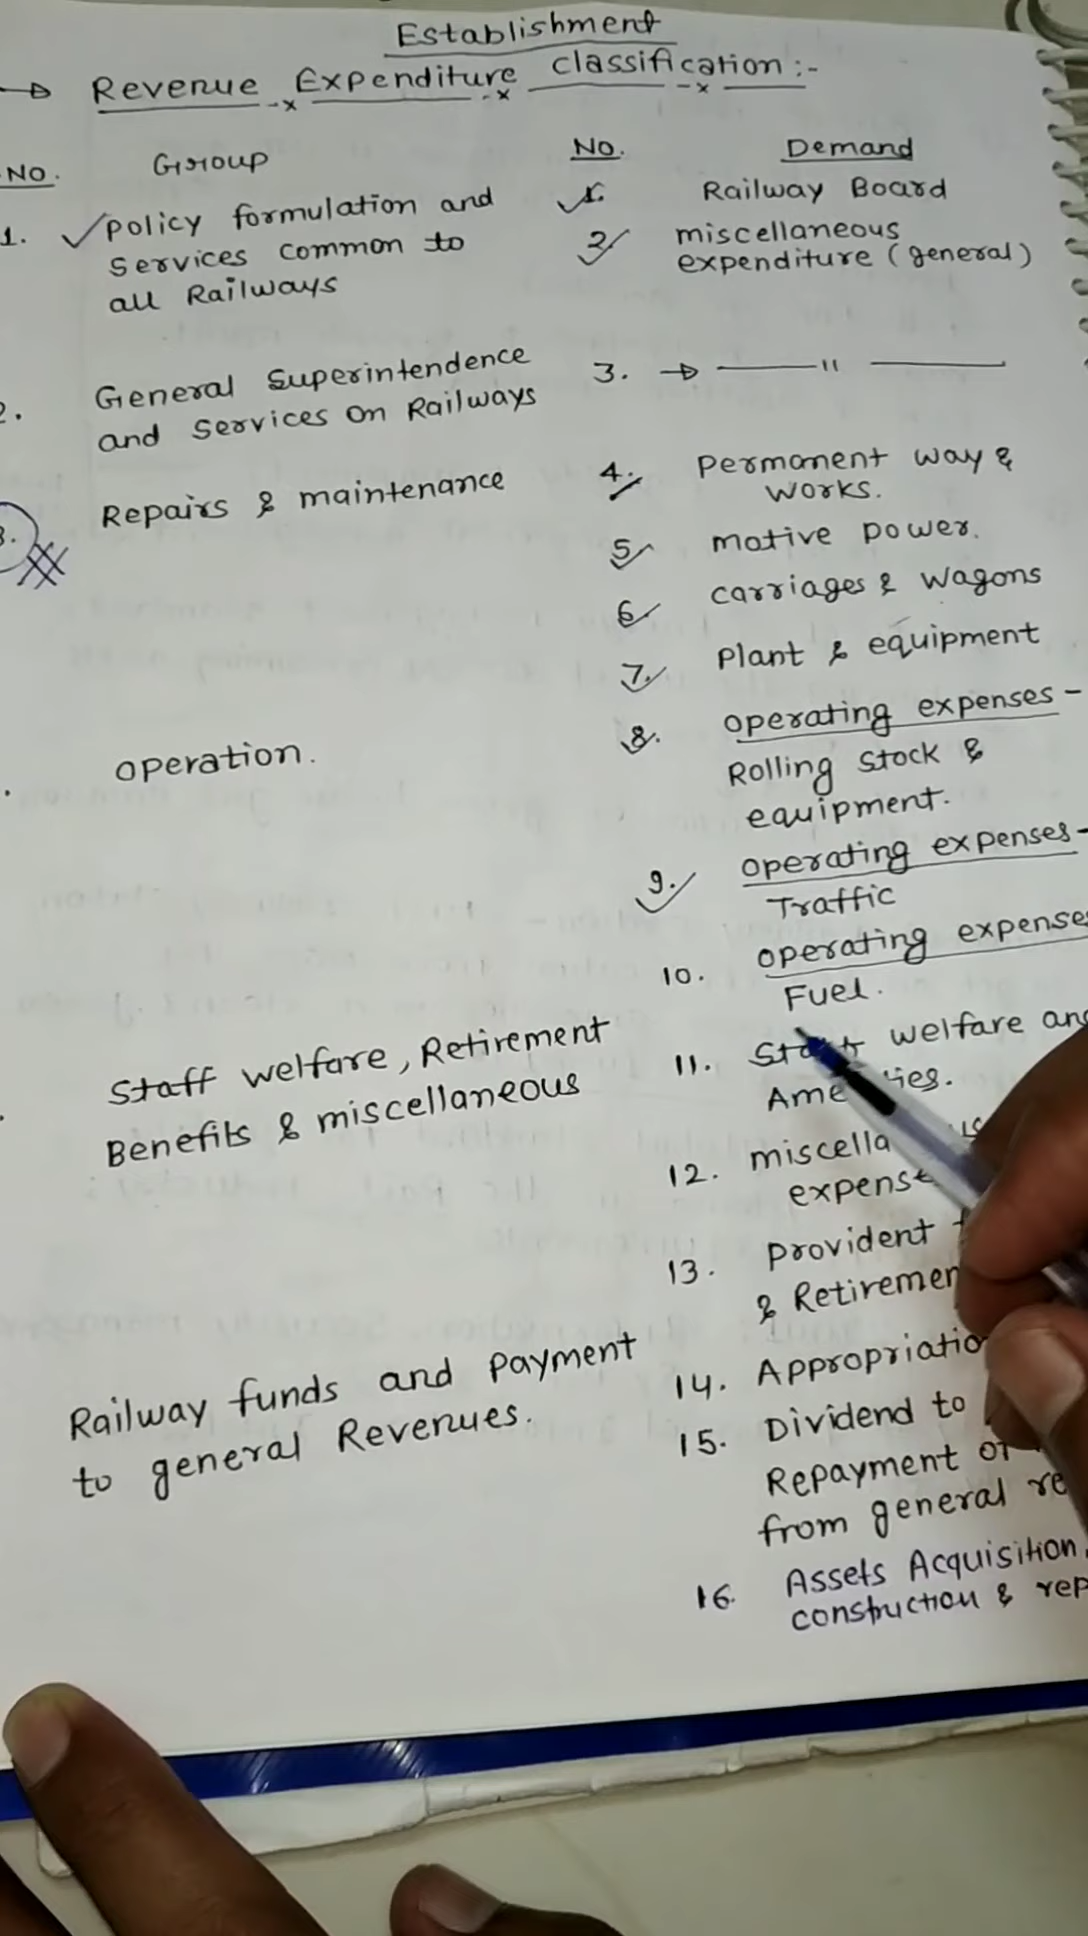 Establishment
Revenue Expenditure classification :-
No. Group
1. policy formulation and
services common to
all Railways
2. General Superintendence
and services on Railways
3. Repairs & maintenance
operation.
Staff welfare, Retirement
Benefits & miscellaneous
Railway funds and payment
to general Revenues.
No. Demand
1. Railway Board
2 miscellaneous
expenditure (general)
3. → —— " ——
4. Permanent way &
works.
5 motive power.
6 carriages & wagons
7. Plant & equipment
8. operating expenses -
Rolling stock &
equipment.
9. operating expenses -
Traffic
10. operating expense
Fuel.
11. welfare and
12. miscella
expense
13. provident
& Retiremen
14. Appropriatio
15. Dividend to
Repayment of
from general re
16. Assets Acquisition,
construction & rep